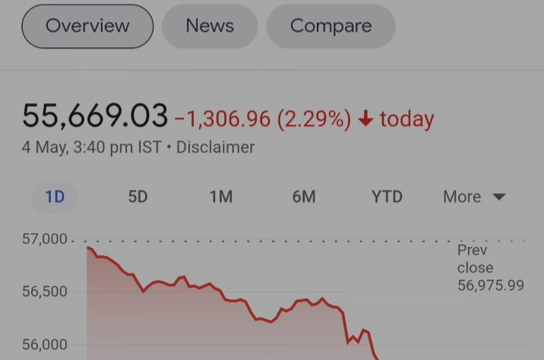 Overview News Compare
55,669.03 −1,306.96 (2.29%) ↓ today
4 May, 3:40 pm IST • Disclaimer
1D 5D 1M 6M YTD More
57,000
Prev
close
56,975.99
56,500
56,000